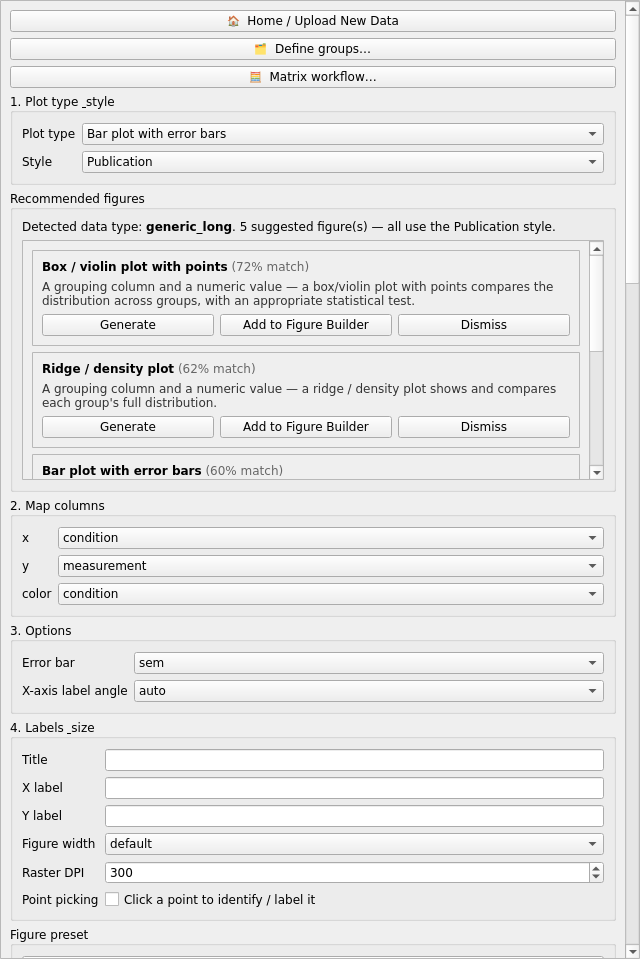 Home / Upload New Data
Define groups...
Matrix workflow...
1. Plot type _style
Plot type Bar plot with error bars
Style Publication
Recommended figures
Detected data type: generic_long. 5 suggested figure(s) — all use the Publication style.
Box / violin plot with points (72% match)
A grouping column and a numeric value — a box/violin plot with points compares the
distribution across groups, with an appropriate statistical test.
Generate Add to Figure Builder Dismiss
Ridge / density plot (62% match)
A grouping column and a numeric value — a ridge / density plot shows and compares
each group's full distribution.
Generate Add to Figure Builder Dismiss
Bar plot with error bars (60% match)
2. Map columns
x condition
y measurement
color condition
3. Options
Error bar sem
X-axis label angle auto
4. Labels _size
Title
X label
Y label
Figure width default
Raster DPI 300
Point picking Click a point to identify / label it
Figure preset